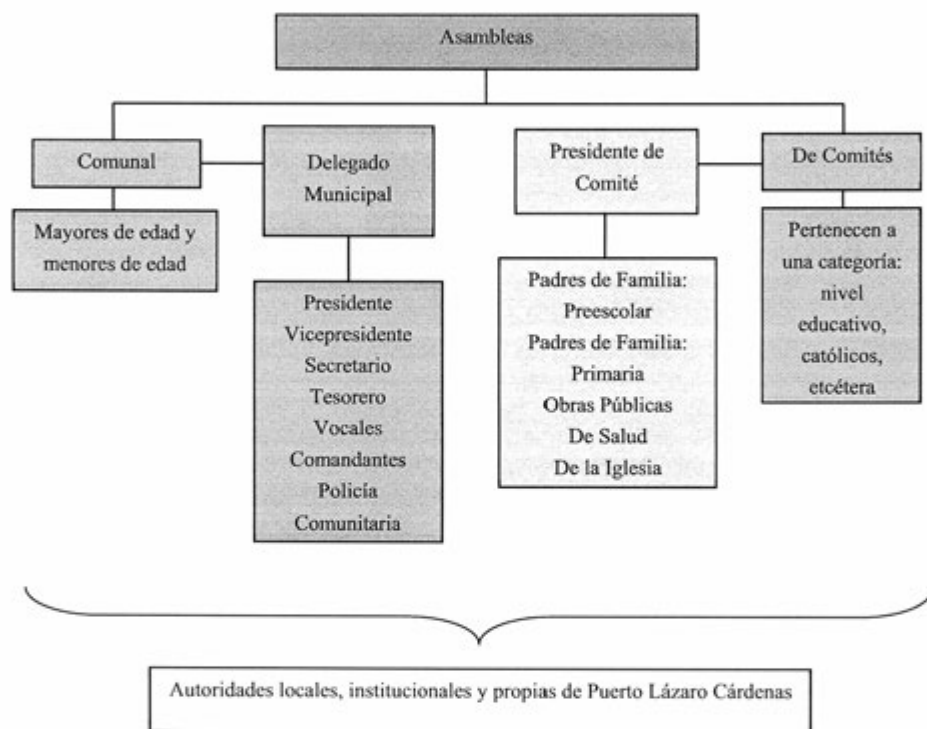 Asambleas
Comunal
Delegado
Municipal
Presidente de
Comité
De Comités
Mayores de edad y
menores de edad
Presidente
Vicepresidente
Secretario
Tesorero
Vocales
Comandantes
Policía
Comunitaria
Padres de Familia:
Preescolar
Padres de Familia:
Primaria
Obras Públicas
De Salud
De la Iglesia
Pertenecen a
una categoría:
nivel
educativo,
católicos,
etcétera
Autoridades locales, institucionales y propias de Puerto Lázaro Cárdenas